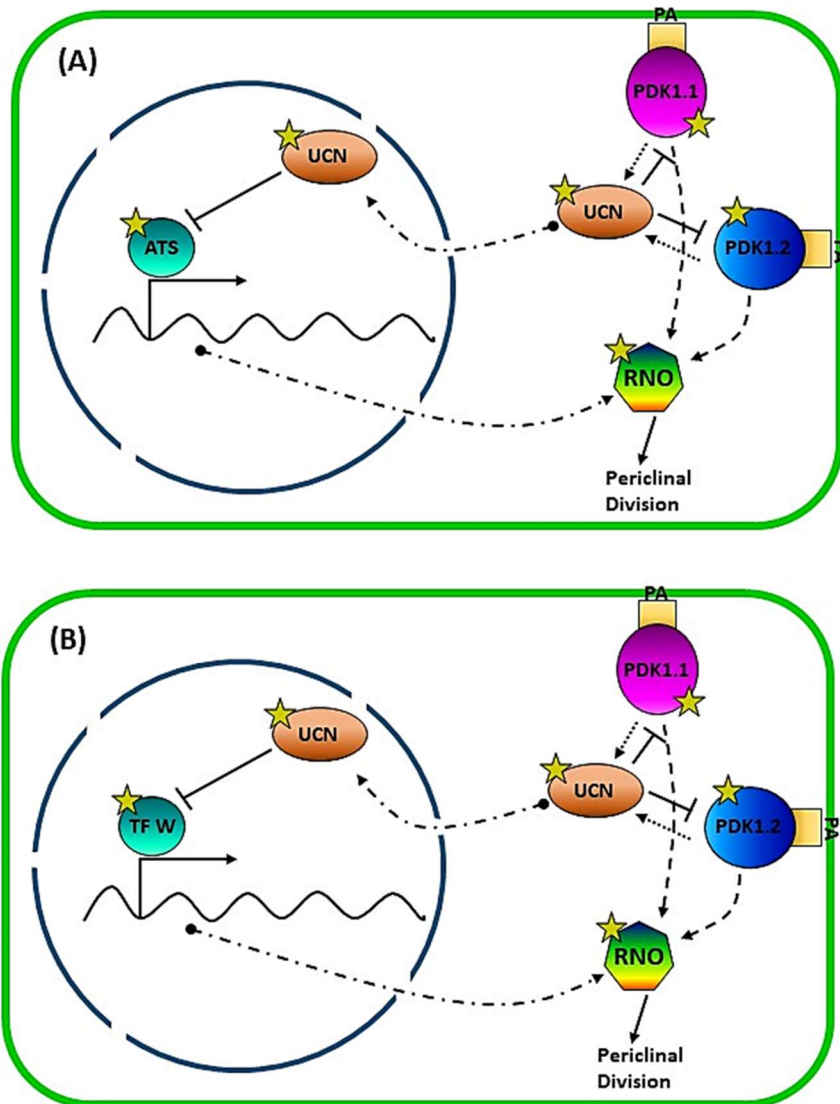 PA
(A)
PDK1.1
UCN
UCN
ATS
PDK1.2
PA
RNO
Periclinal
Division
PA
(B)
PDK1.1
UCN
UCN
TF W
PDK1.2
PA
RNO
Periclinal
Division